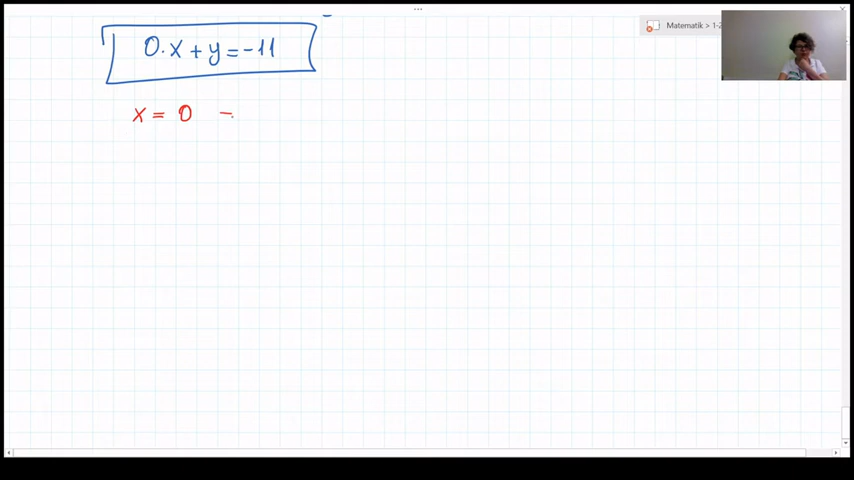 Matematik > 1-2
0·x + y = -11
x = 0 -